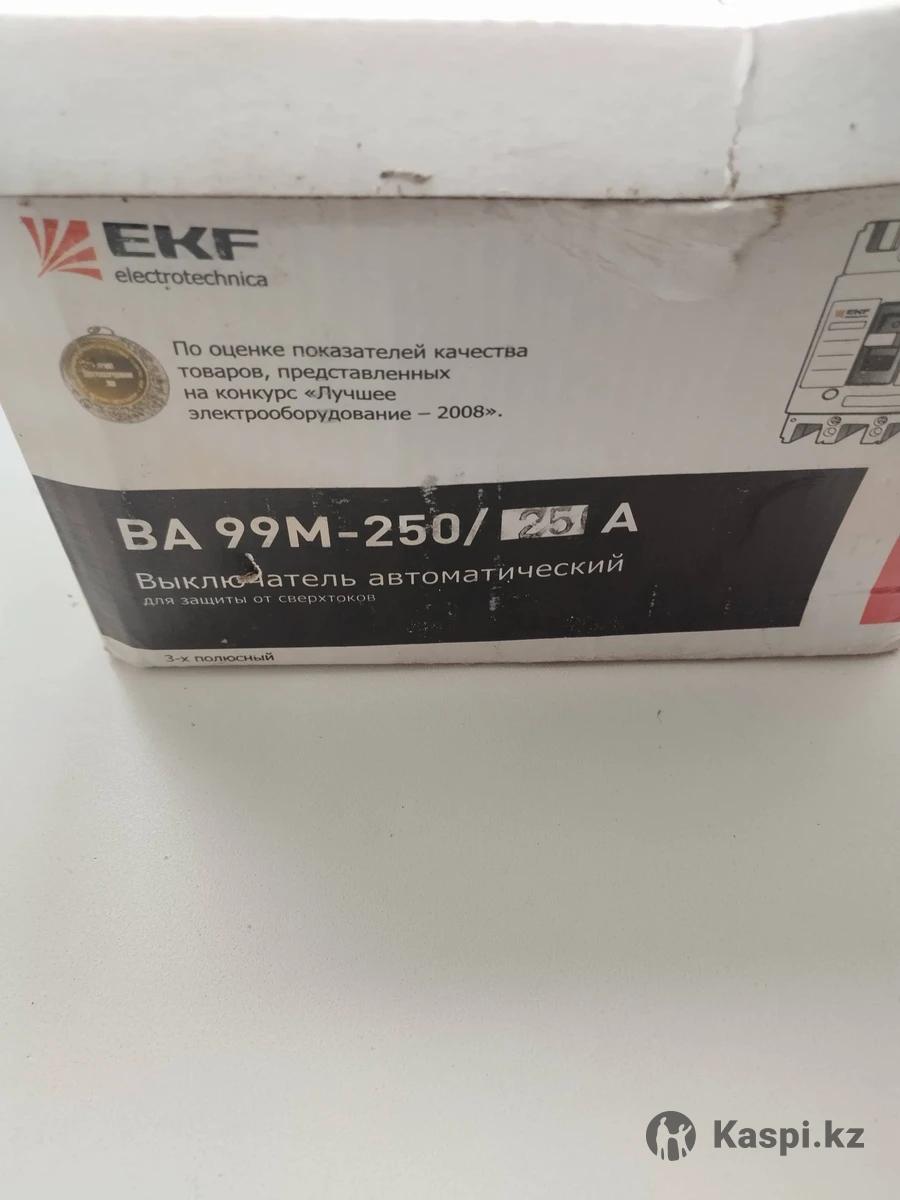 EKF
electrotechnica
По оценке показателей качества
товаров, представленных
на конкурс «Лучшее
электрооборудование – 2008».
EKF
ВА 99М-250/ 25 А
Выключатель автоматический
для защиты от сверхтоков
3-х полюсный
Kaspi.kz